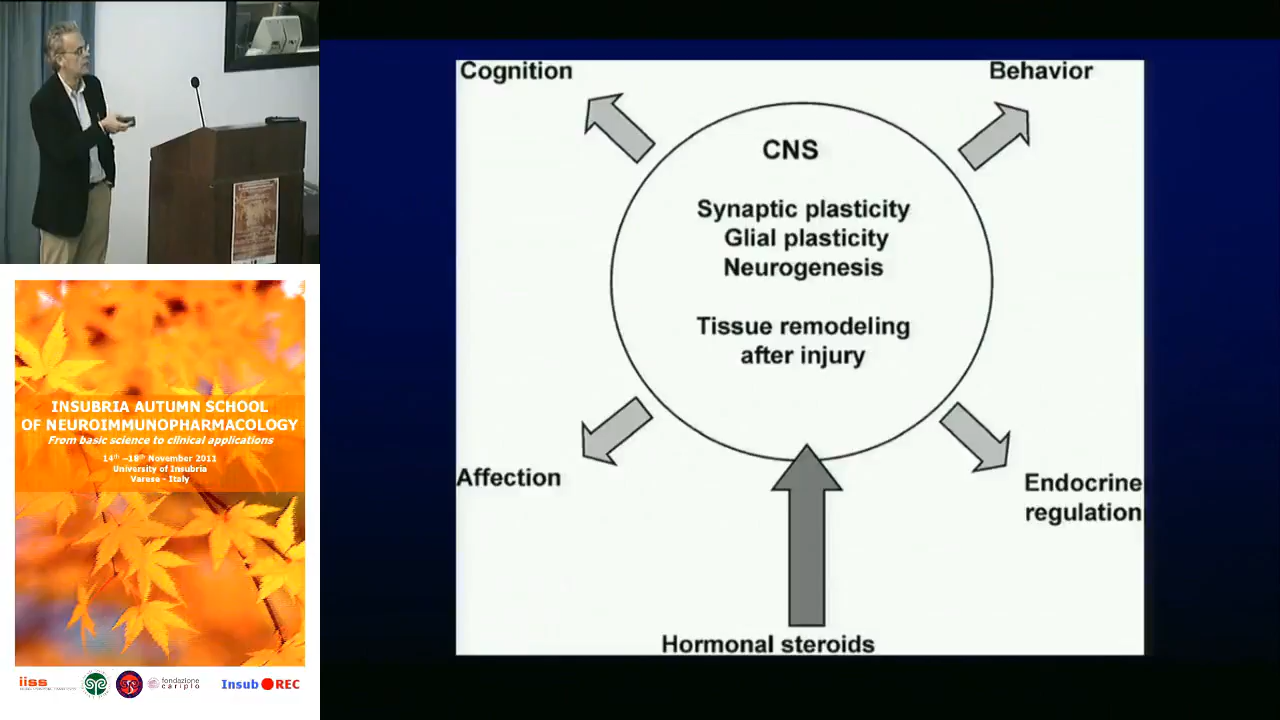 Cognition
Behavior
CNS
Synaptic plasticity
Glial plasticity
Neurogenesis
Tissue remodeling
after injury
Affection
Endocrine
regulation
Hormonal steroids
INSUBRIA AUTUMN SCHOOL
OF NEUROIMMUNOPHARMACOLOGY
From basic science to clinical applications
14th -18th November 2011
University of Insubria
Varese - Italy
iiss
fondazione
cariplo
Insub REC